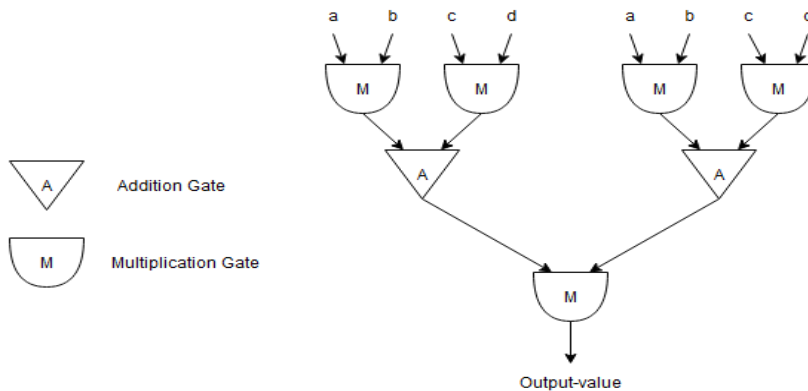 a b c d a b c d
M M M M
A A
A Addition Gate
M Multiplication Gate
M
Output-value